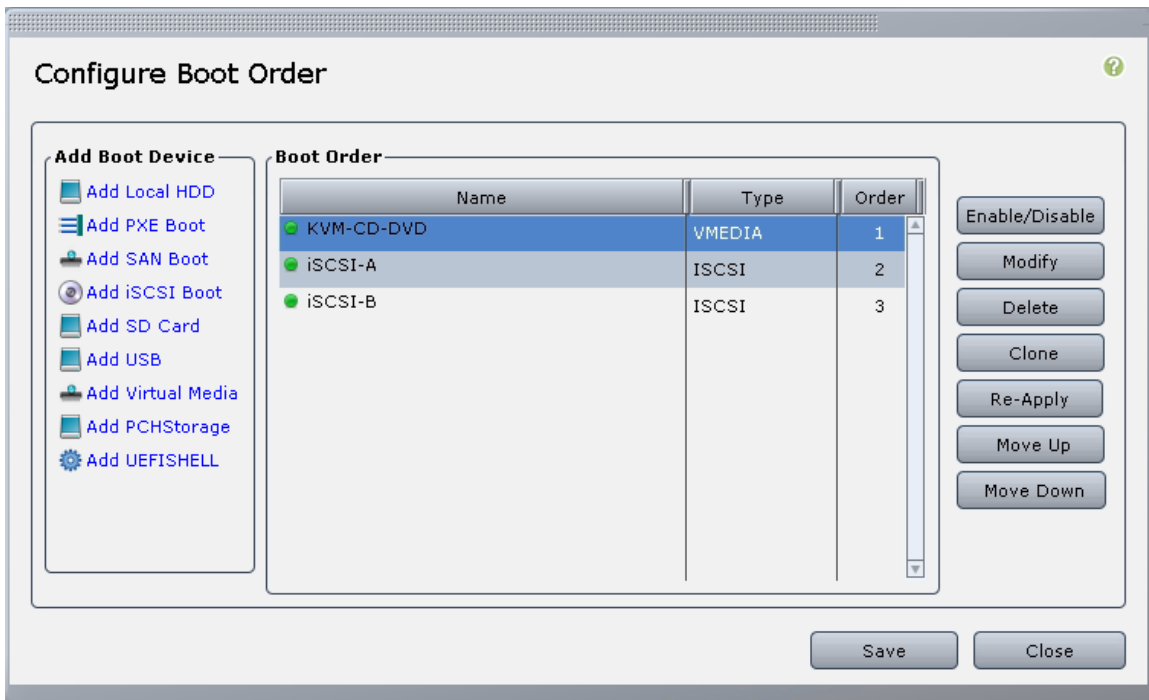 Configure Boot Order
Add Boot Device
Add Local HDD
Add PXE Boot
Add SAN Boot
Add iSCSI Boot
Add SD Card
Add USB
Add Virtual Media
Add PCHStorage
Add UEFISHELL
Boot Order
Name Type Order
KVM-CD-DVD VMEDIA 1
iSCSI-A ISCSI 2
iSCSI-B ISCSI 3
Enable/Disable
Modify
Delete
Clone
Re-Apply
Move Up
Move Down
Save Close